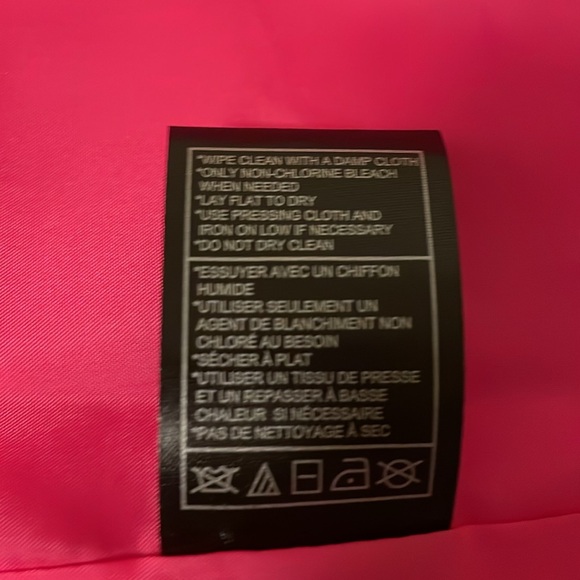 *WIPE CLEAN WITH A DAMP CLOTH
*ONLY NON-CHLORINE BLEACH
WHEN NEEDED
*LAY FLAT TO DRY
*USE PRESSING CLOTH AND
IRON ON LOW IF NECESSARY
*DO NOT DRY CLEAN
*ESSUYER AVEC UN CHIFFON
HUMIDE
*UTILISER SEULEMENT UN
AGENT DE BLANCHIMENT NON
CHLORÉ AU BESOIN
*SÉCHER À PLAT
*UTILISER UN TISSU DE PRESSE
ET UN REPASSER À BASSE
CHALEUR SI NÉCESSAIRE
*PAS DE NETTOYAGE À SEC